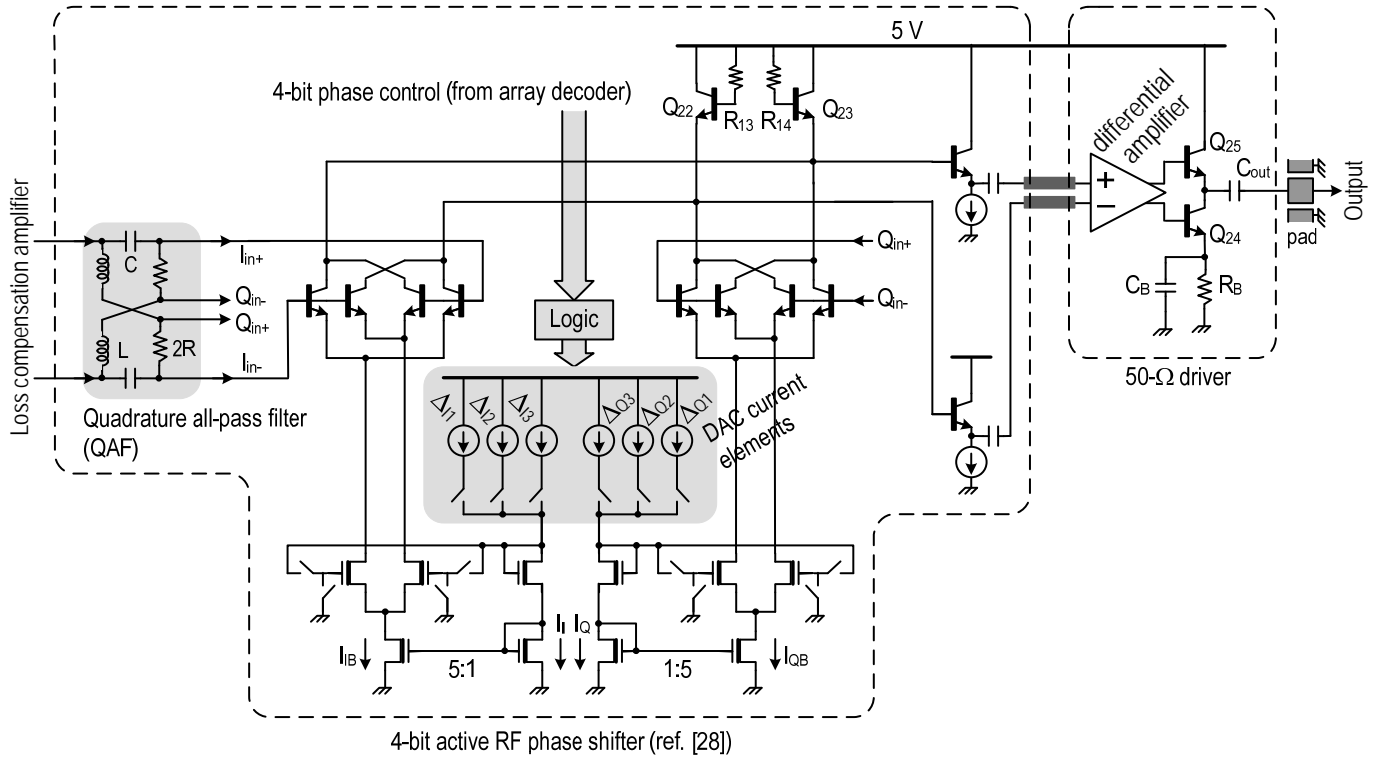 5 V
4-bit phase control (from array decoder)
Q22
R13
R14
Q23
differential
amplifier
Q25
Cout
Output
Loss compensation amplifier
C
Iin+
Qin+
+
−
Q24
pad
Qin-
Qin+
Qin-
CB
RB
L
2R
Iin-
Logic
50-Ω driver
Quadrature all-pass filter
(QAF)
ΔI1
ΔI2
ΔI3
ΔQ3
ΔQ2
ΔQ1
DAC current
elements
IIB
5:1
II
IQ
1:5
IQB
4-bit active RF phase shifter (ref. [28])